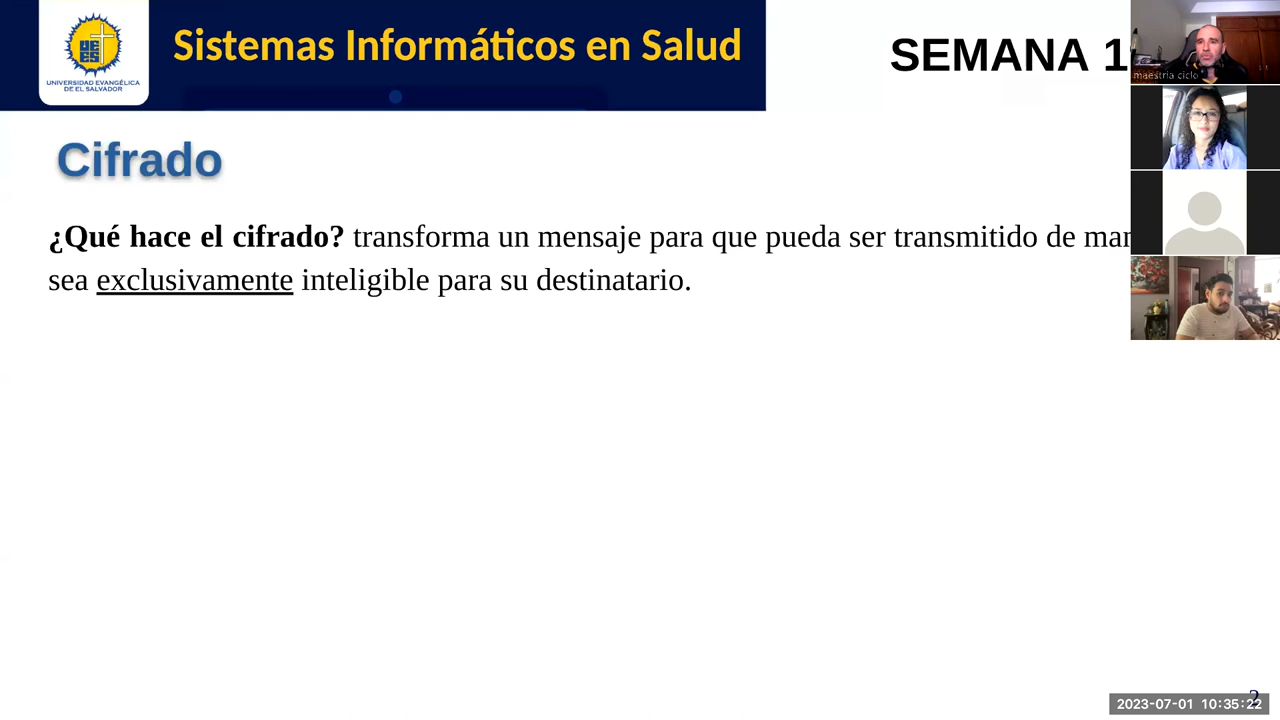 Sistemas Informáticos en Salud
SEMANA 1
UNIVERSIDAD EVANGÉLICA
DE EL SALVADOR
maestria ciclo
Cifrado
¿Qué hace el cifrado? transforma un mensaje para que pueda ser transmitido de
sea exclusivamente inteligible para su destinatario.
2
2023-07-01 10:35:22